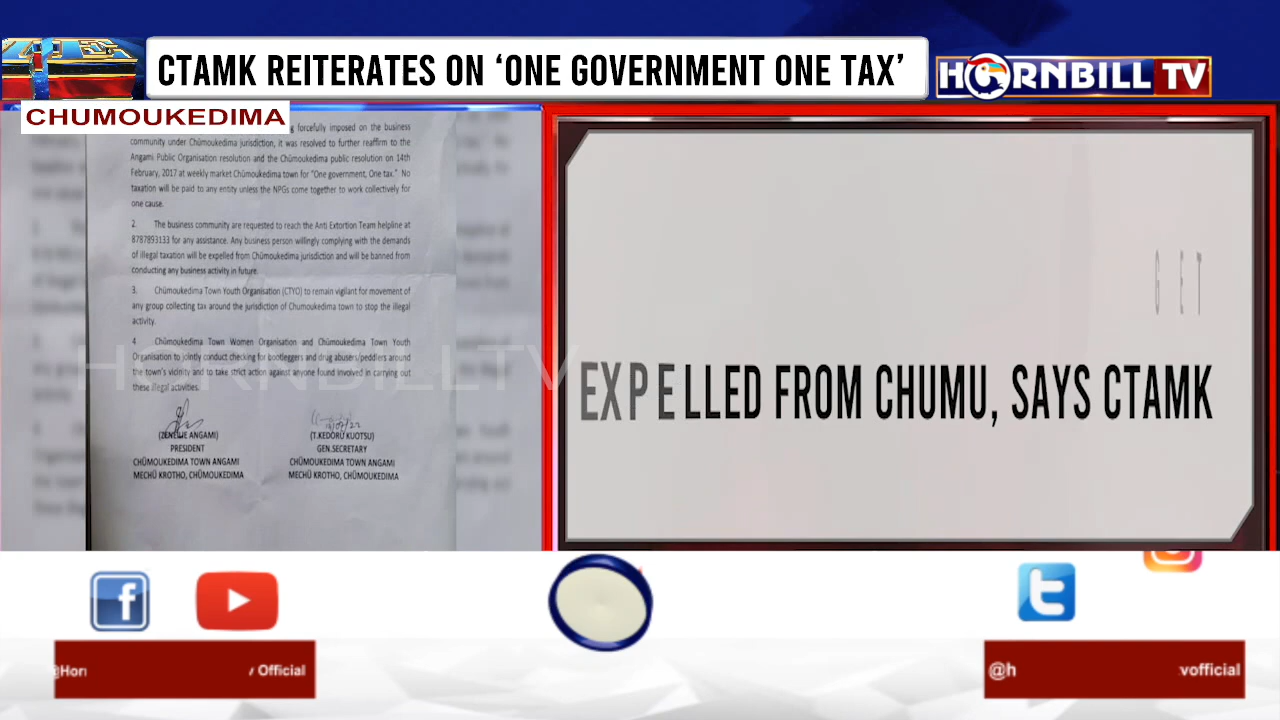 CTAMK REITERATES ON ‘ONE GOVERNMENT ONE TAX’
HORNBILL TV
CHUMOUKEDIMA
forcefully imposed on the business
community under Chümoukedima jurisdiction, it was resolved to further reaffirm to the
Angami Public Organisation resolution and the Chümoukedima public resolution on 14th
February, 2017 at weekly market Chümoukedima town for "One government, One tax." No
taxation will be paid to any entity unless the NPGs come together to work collectively for
one cause.
2. The business community are requested to reach the Anti Extortion Team helpline at
8787893133 for any assistance. Any business person willingly complying with the demands
of illegal taxation will be expelled from Chümoukedima jurisdiction and will be banned from
conducting any business activity in future.
3. Chümoukedima Town Youth Organisation (CTYO) to remain vigilant for movement of
any group collecting tax around the jurisdiction of Chumoukedima town to stop the illegal
activity.
4. Chümoukedima Town Women Organisation and Chümoukedima Town Youth
Organisation to jointly conduct checking for bootleggers and drug abusers/peddlers around
the town's vicinity and to take strict action against anyone found involved in carrying out
these illegal activities.
(ZENEILIE ANGAMI)
PRESIDENT
CHÜMOUKEDIMA TOWN ANGAMI
MECHÜ KROTHO, CHÜMOUKEDIMA
(T.KEDORU KUOTSU)
GEN.SECRETARY
CHÜMOUKEDIMA TOWN ANGAMI
MECHÜ KROTHO, CHÜMOUKEDIMA
HORNBILLTV
GET
EXPELLED FROM CHUMU, SAYS CTAMK
@Horn
v Official
@h
vofficial